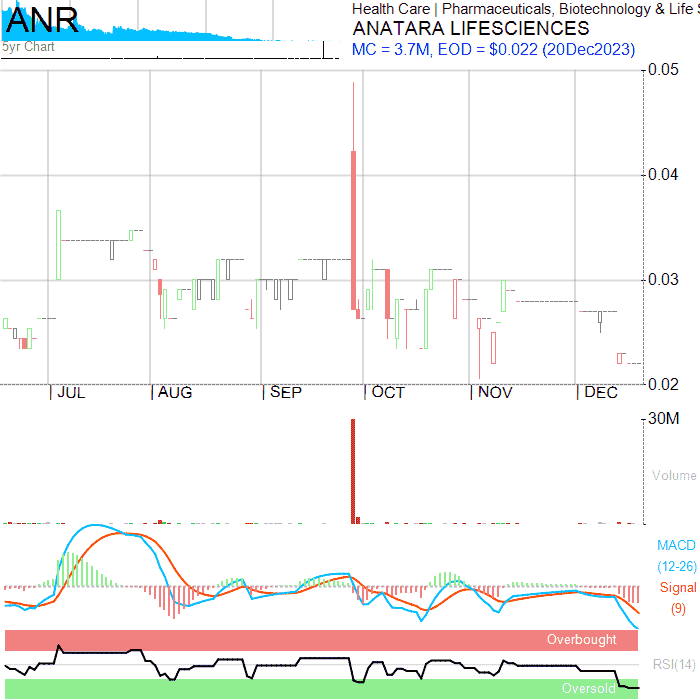 ANR
Health Care | Pharmaceuticals, Biotechnology & Life S
ANATARA LIFESCIENCES
5yr Chart
MC = 3.7M, EOD = $0.022 (20Dec2023)
0.05
0.04
0.03
0.02
JUL AUG SEP OCT NOV DEC
30M
Volume
MACD
(12-26)
Signal
(9)
Overbought
RSI(14)
Oversold